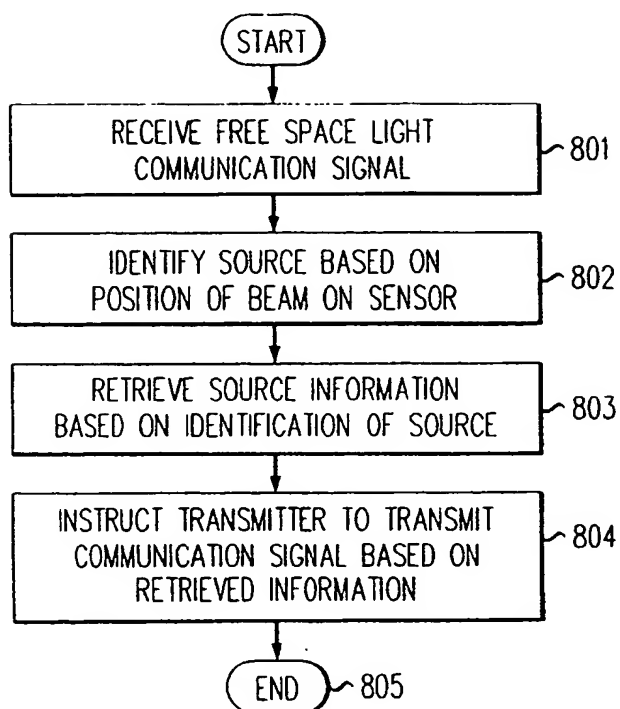 START
RECEIVE FREE SPACE LIGHT
COMMUNICATION SIGNAL
801
IDENTIFY SOURCE BASED ON
POSITION OF BEAM ON SENSOR
802
RETRIEVE SOURCE INFORMATION
BASED ON IDENTIFICATION OF SOURCE
803
INSTRUCT TRANSMITTER TO TRANSMIT
COMMUNICATION SIGNAL BASED ON
RETRIEVED INFORMATION
804
END
805